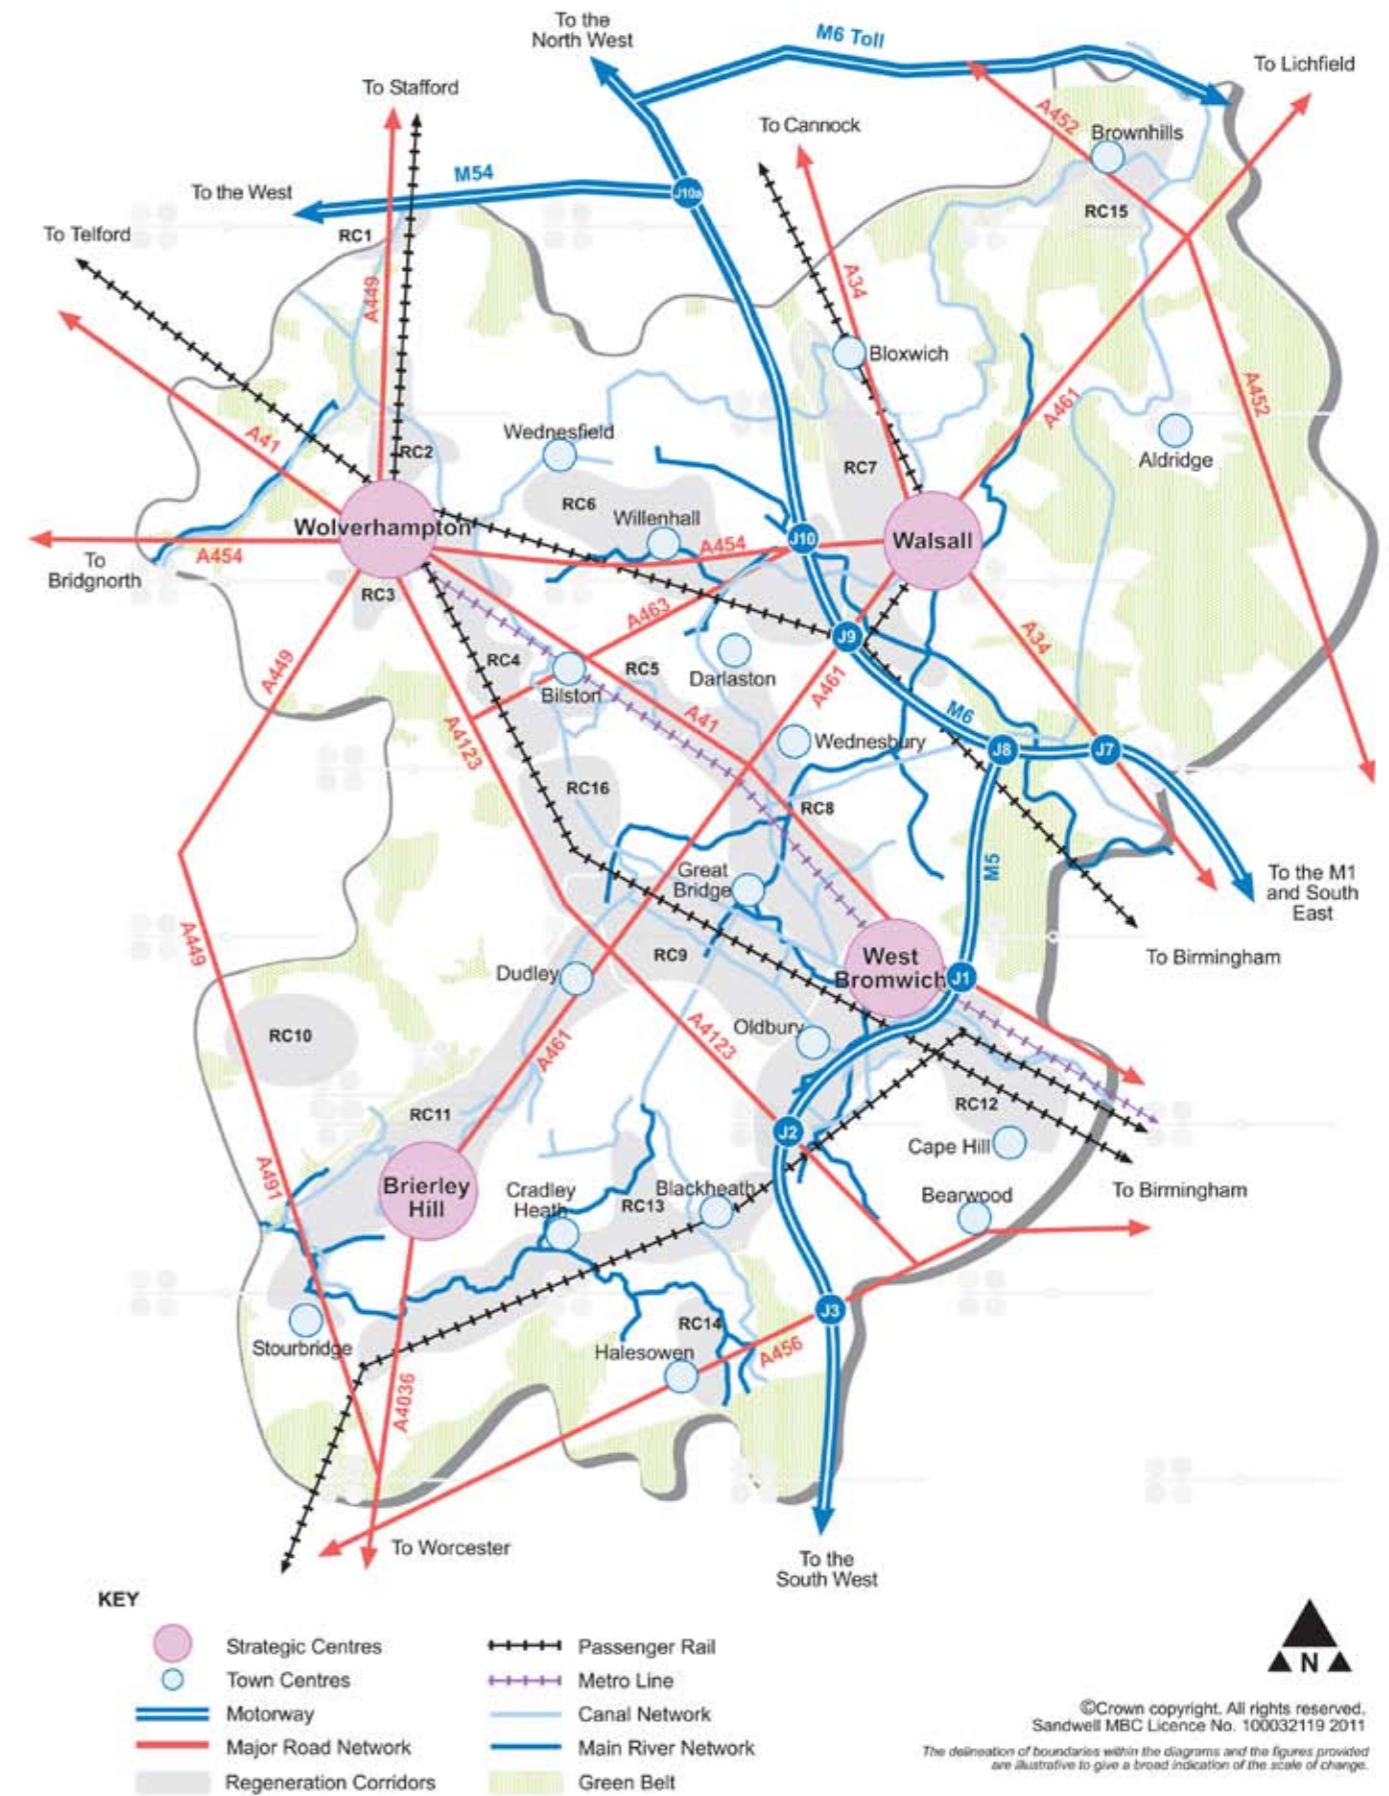 To the
North West
M6 Toll
To Lichfield
To Stafford
A452
To Cannock
Brownhills
M54
To the West
J10a
RC15
RC1
To Telford
A449
A34
Bloxwich
A461
A452
A41
RC2
Wednesfield
Aldridge
RC7
RC6
Willenhall
Wolverhampton
J10
Walsall
A454
A454
To
Bridgnorth
RC3
A463
J9
A34
A449
RC4
RC5
Bilston
Darlaston
A461
A41
M6
A4123
Wednesbury
J8
J7
RC16
RC8
M5
Great
Bridge
To the M1
and South
East
A449
RC9
West
Bromwich
J1
To Birmingham
Dudley
RC10
Oldbury
A4123
A461
RC11
RC12
J2
Cape Hill
A491
Brierley
Hill
Cradley
Heath
RC13
Blackheath
Bearwood
To Birmingham
J3
Stourbridge
RC14
Halesowen
A456
A4036
To Worcester
To the
South West
KEY
Strategic Centres
Passenger Rail
Town Centres
Metro Line
Motorway
Canal Network
Major Road Network
Main River Network
Regeneration Corridors
Green Belt
N
©Crown copyright. All rights reserved.
Sandwell MBC Licence No. 100032119 2011
The delineation of boundaries within the diagrams and the figures provided
are illustrative to give a broad indication of the scale of change.